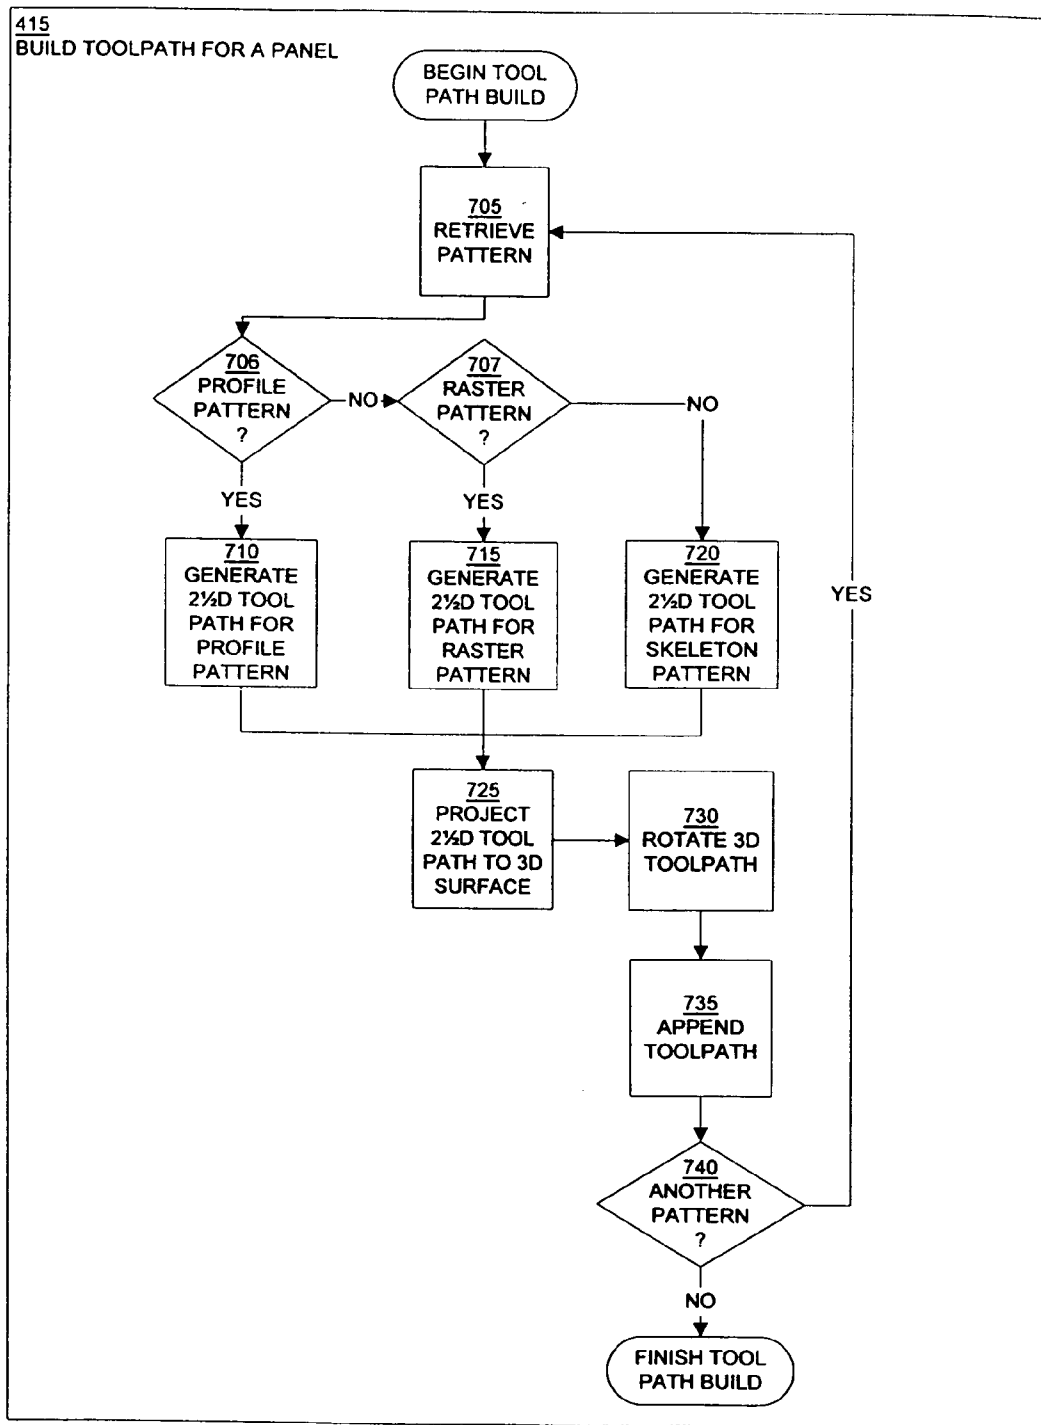 415
BUILD TOOLPATH FOR A PANEL
BEGIN TOOL
PATH BUILD
705
RETRIEVE
PATTERN
706
PROFILE
PATTERN
?
NO
707
RASTER
PATTERN
?
NO
YES
YES
710
GENERATE
2½D TOOL
PATH FOR
PROFILE
PATTERN
715
GENERATE
2½D TOOL
PATH FOR
RASTER
PATTERN
720
GENERATE
2½D TOOL
PATH FOR
SKELETON
PATTERN
YES
725
PROJECT
2½D TOOL
PATH TO 3D
SURFACE
730
ROTATE 3D
TOOLPATH
735
APPEND
TOOLPATH
740
ANOTHER
PATTERN
?
NO
FINISH TOOL
PATH BUILD